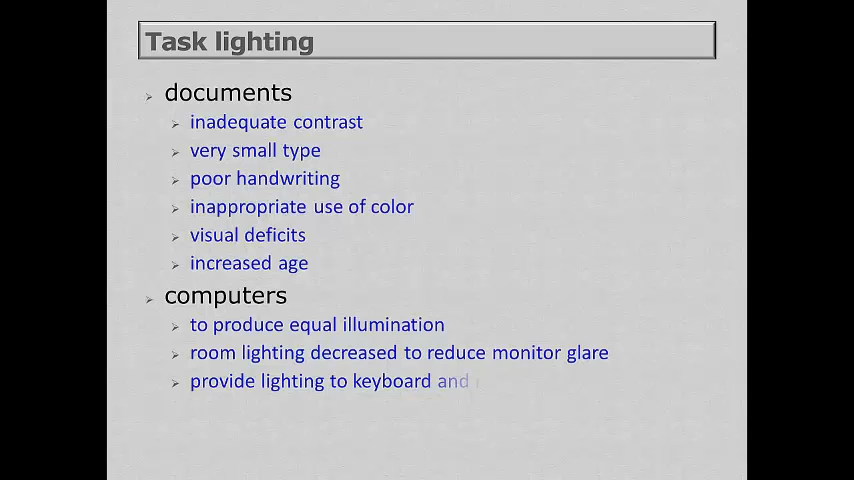 Task lighting
documents
inadequate contrast
very small type
poor handwriting
inappropriate use of color
visual deficits
increased age
computers
to produce equal illumination
room lighting decreased to reduce monitor glare
provide lighting to keyboard and